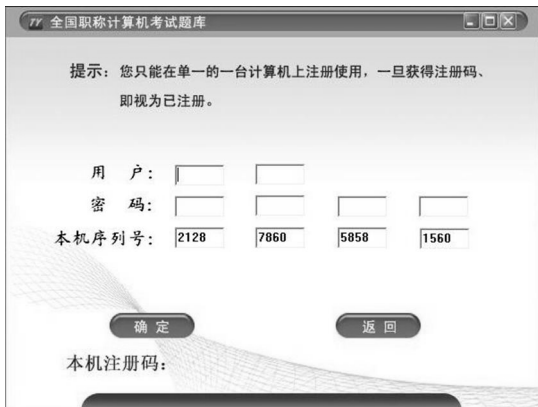 TY 全国职称计算机考试题库
提示：您只能在单一的一台计算机上注册使用，一旦获得注册码、
即视为已注册。
用 户：
密 码：
本机序列号： 2128 7860 5858 1560
确 定 返 回
本机注册码：